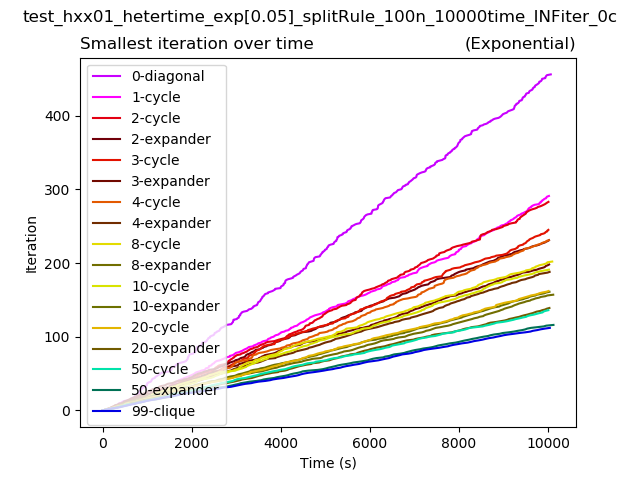 test_hxx01_hetertime_exp[0.05]_splitRule_100n_10000time_INFiter_0c
Smallest iteration over time (Exponential)
0-diagonal
1-cycle
2-cycle
2-expander
3-cycle
3-expander
4-cycle
4-expander
8-cycle
8-expander
10-cycle
10-expander
20-cycle
20-expander
50-cycle
50-expander
99-clique
400
300
200
100
0
Iteration
0 2000 4000 6000 8000 10000
Time (s)